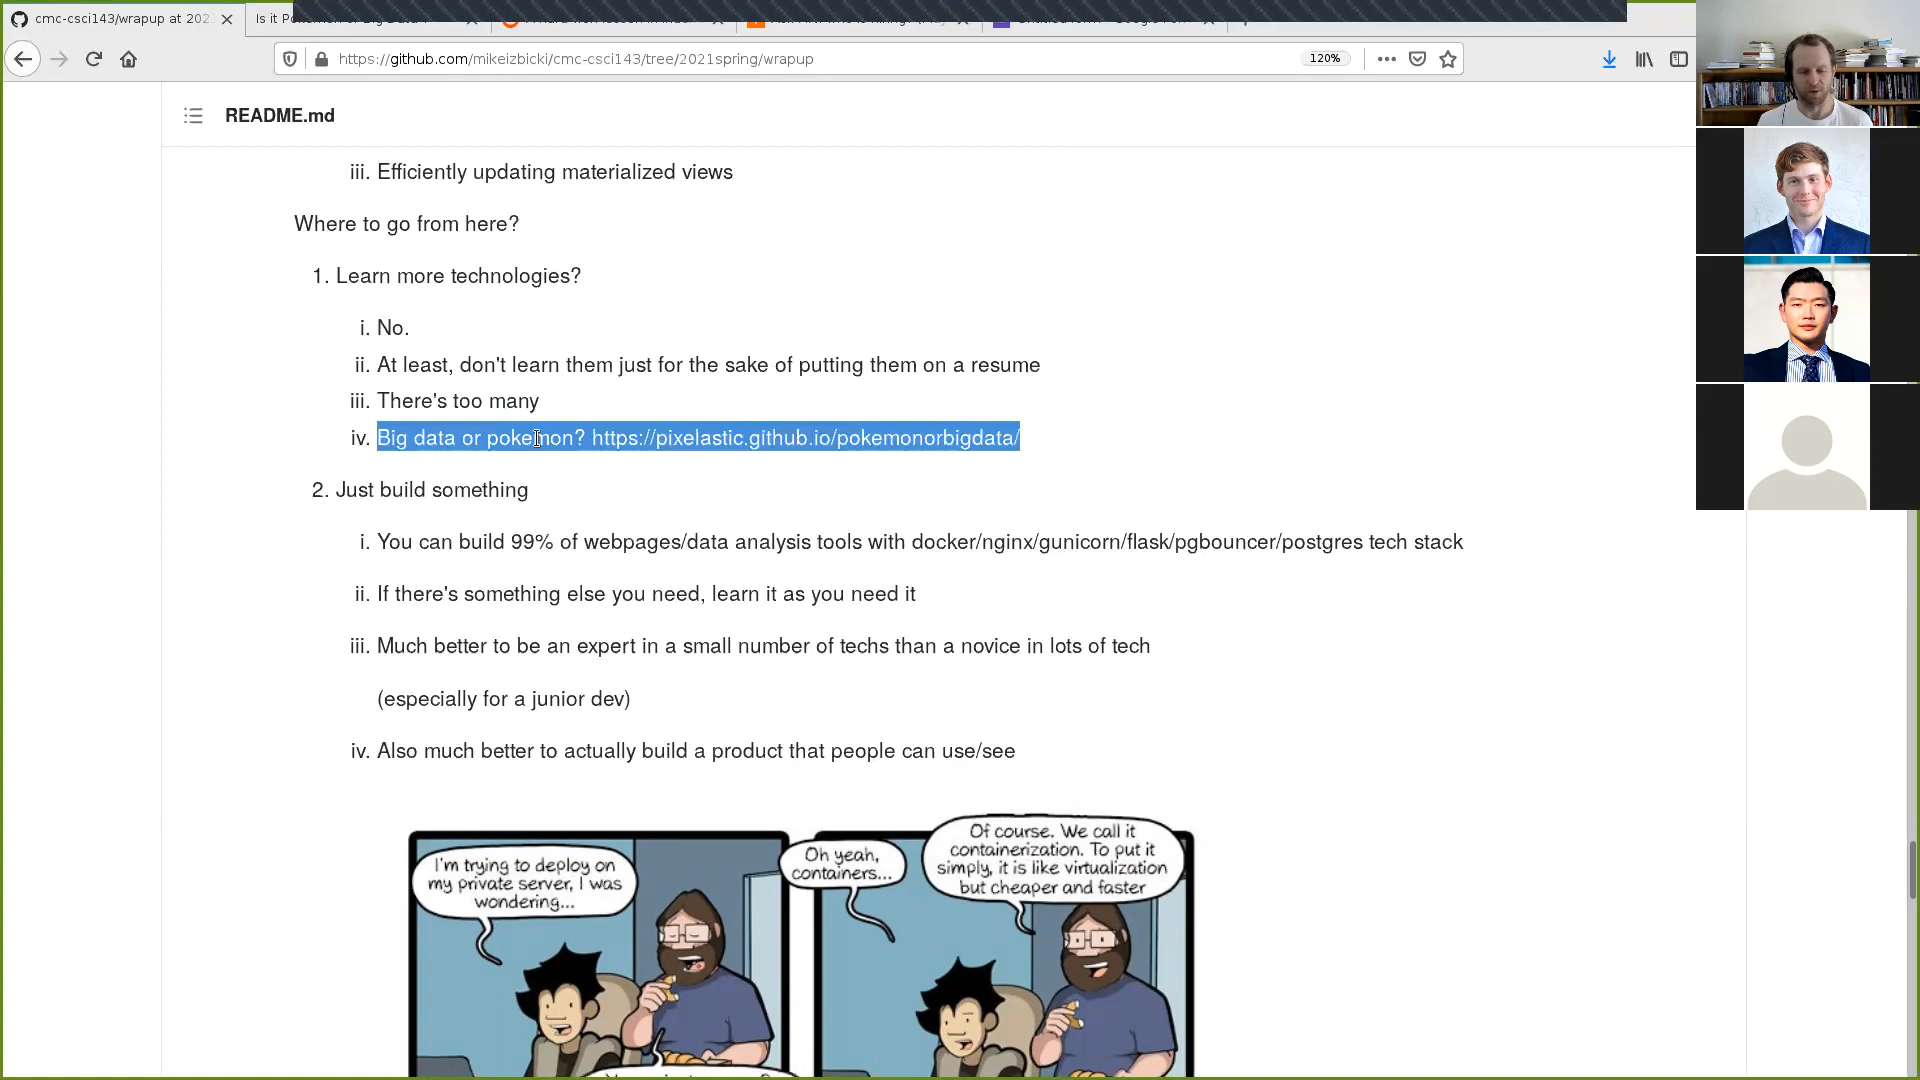 cmc-csci143/wrapup at 202
https://github.com/mikeizbicki/cmc-csci143/tree/2021spring/wrapup
120%
README.md
iii. Efficiently updating materialized views
Where to go from here?
1. Learn more technologies?
i. No.
ii. At least, don't learn them just for the sake of putting them on a resume
iii. There's too many
iv. Big data or pokemon? https://pixelastic.github.io/pokemonorbigdata/
2. Just build something
i. You can build 99% of webpages/data analysis tools with docker/nginx/gunicorn/flask/pgbouncer/postgres tech stack
ii. If there's something else you need, learn it as you need it
iii. Much better to be an expert in a small number of techs than a novice in lots of tech
(especially for a junior dev)
iv. Also much better to actually build a product that people can use/see
I'm trying to deploy on
my private server, I was
wondering...
Oh yeah,
containers...
Of course. We call it
containerization. To put it
simply, it is like virtualization
but cheaper and faster